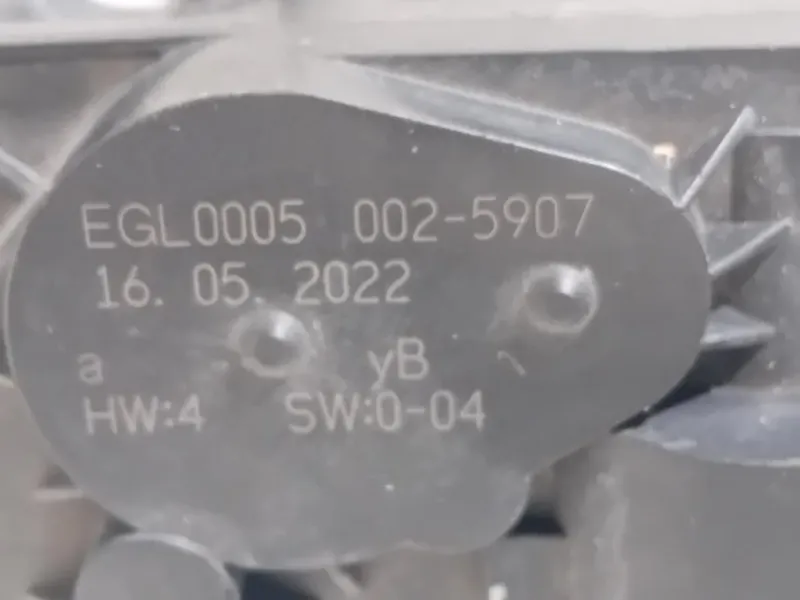 EGL0005 002-5907
16. 05. 2022
a yB
HW:4 SW:0-04